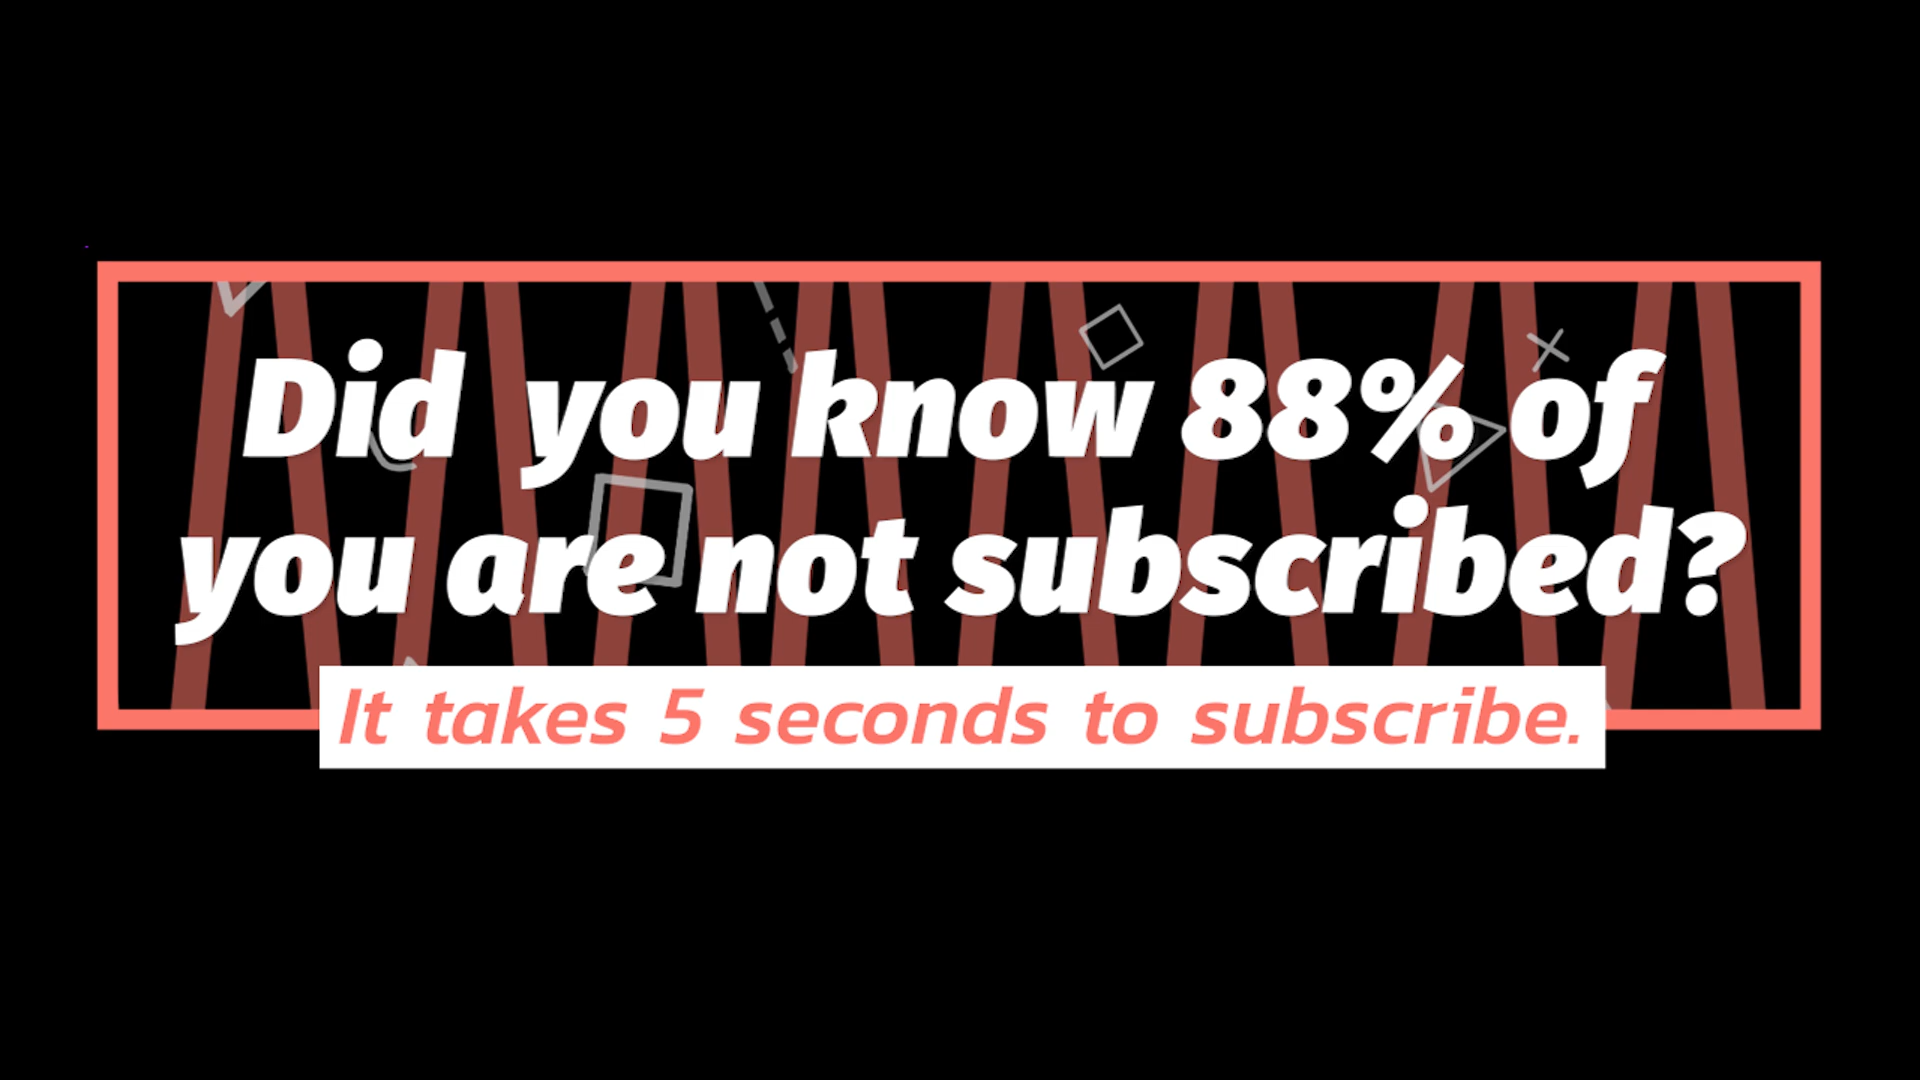 Did you know 88% of
you are not subscribed?
It takes 5 seconds to subscribe.